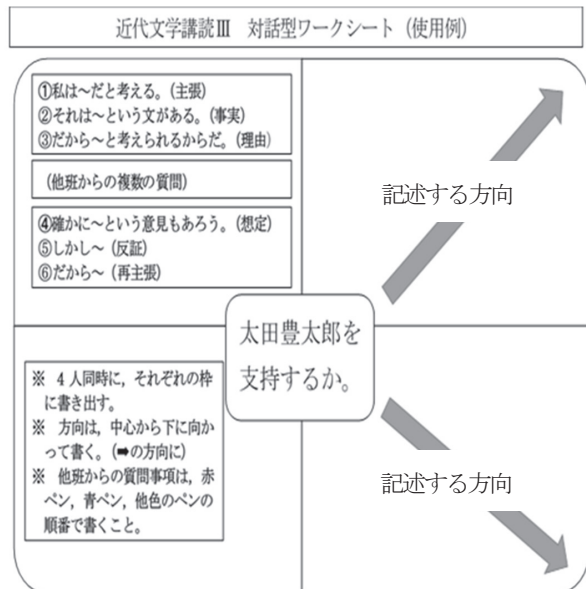 近代文学講読Ⅲ　対話型ワークシート（使用例）
①私は～だと考える。（主張）
②それは～という文がある。（事実）
③だから～と考えられるからだ。（理由）
（他班からの複数の質問）
④確かに～という意見もあろう。（想定）
⑤しかし～（反証）
⑥だから～（再主張）
記述する方向
太田豊太郎を
支持するか。
※　4人同時に，それぞれの枠
に書き出す。
※　方向は，中心から下に向か
って書く。（➡の方向に）
※　他班からの質問事項は，赤
ペン，青ペン，他色のペンの
順番で書くこと。
記述する方向